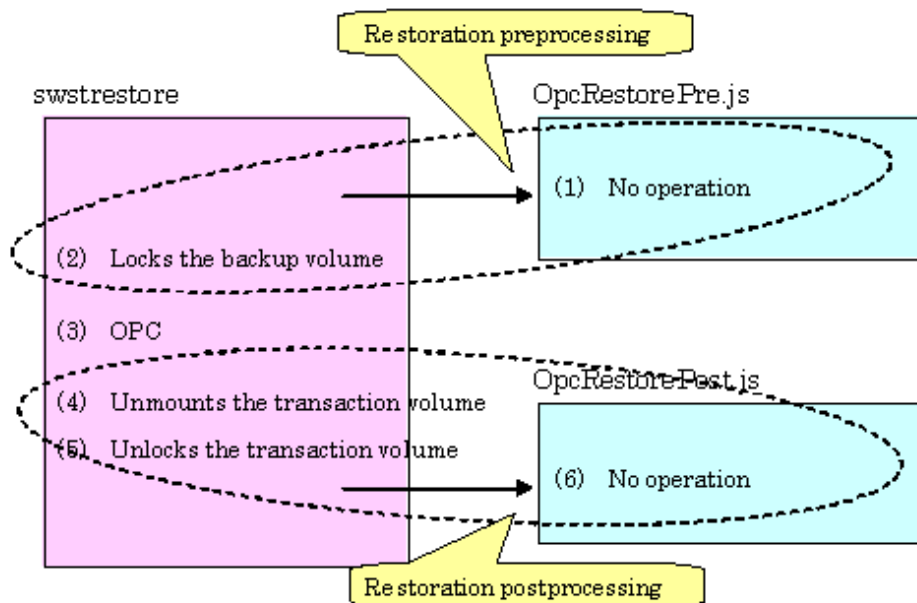 Restoration preprocessing
swstrestore
OpcRestorePre.js
(1) No operation
(2) Locks the backup volume
(3) OPC
OpcRestorePost.js
(4) Unmounts the transaction volume
(5) Unlocks the transaction volume
(6) No operation
Restoration postprocessing